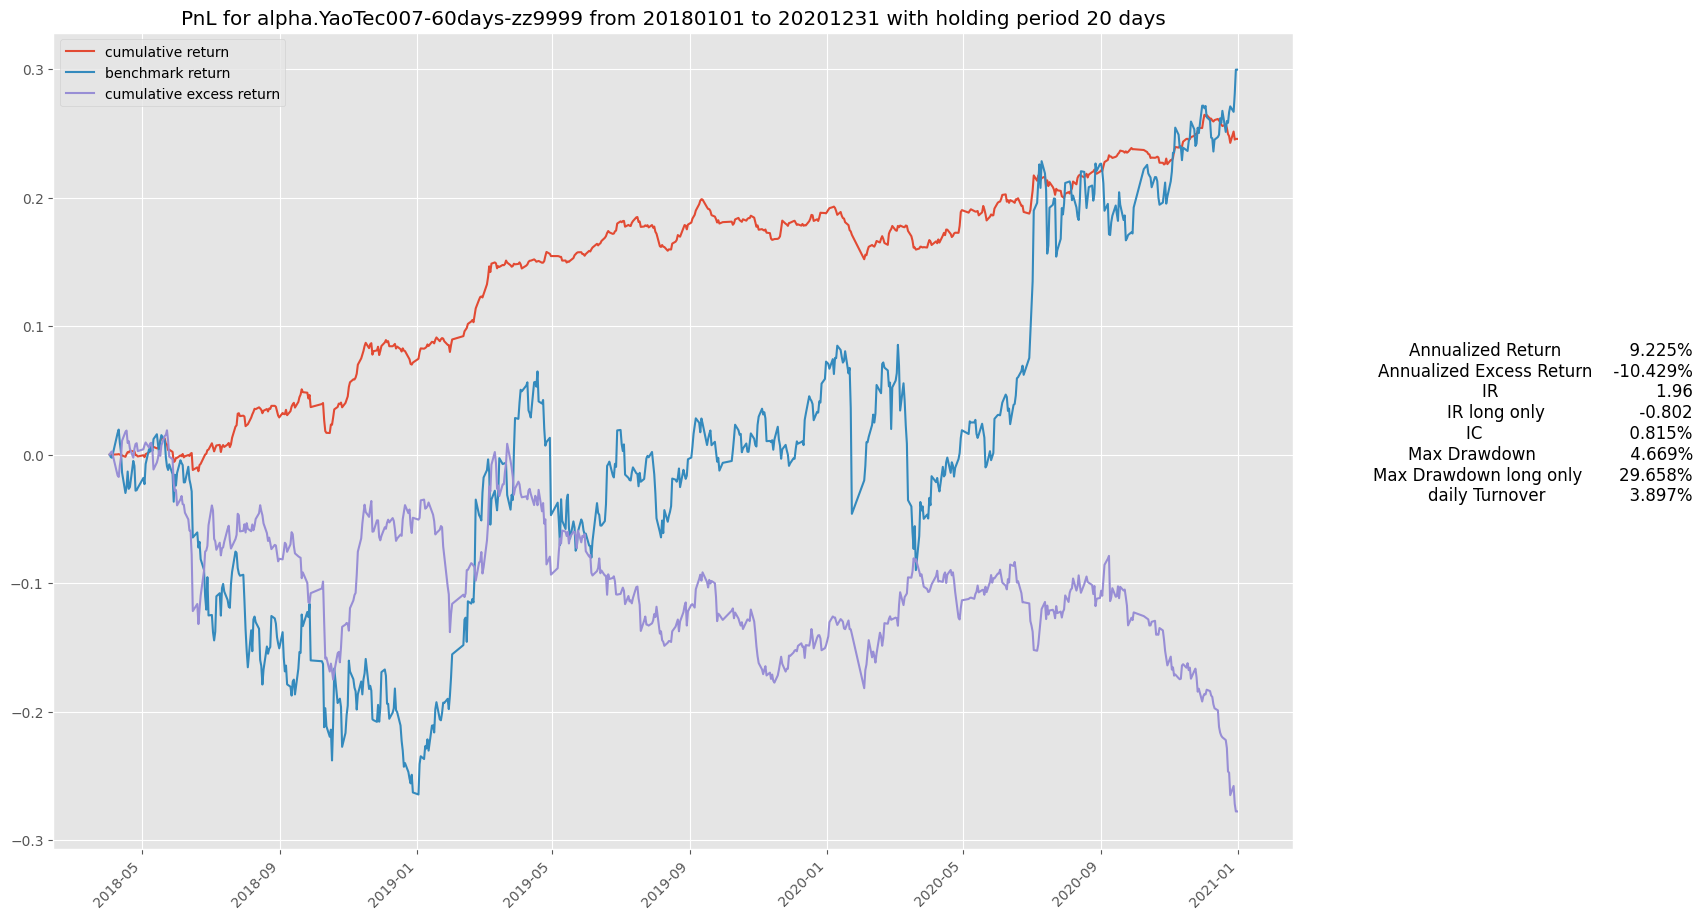 PnL for alpha.YaoTec007-60days-zz9999 from 20180101 to 20201231 with holding period 20 days
cumulative return
benchmark return
cumulative excess return
0.3
0.2
0.1
0.0
−0.1
−0.2
−0.3
2018-05
2018-09
2019-01
2019-05
2019-09
2020-01
2020-05
2020-09
2021-01
Annualized Return 9.225%
Annualized Excess Return -10.429%
IR 1.96
IR long only -0.802
IC 0.815%
Max Drawdown 4.669%
Max Drawdown long only 29.658%
daily Turnover 3.897%